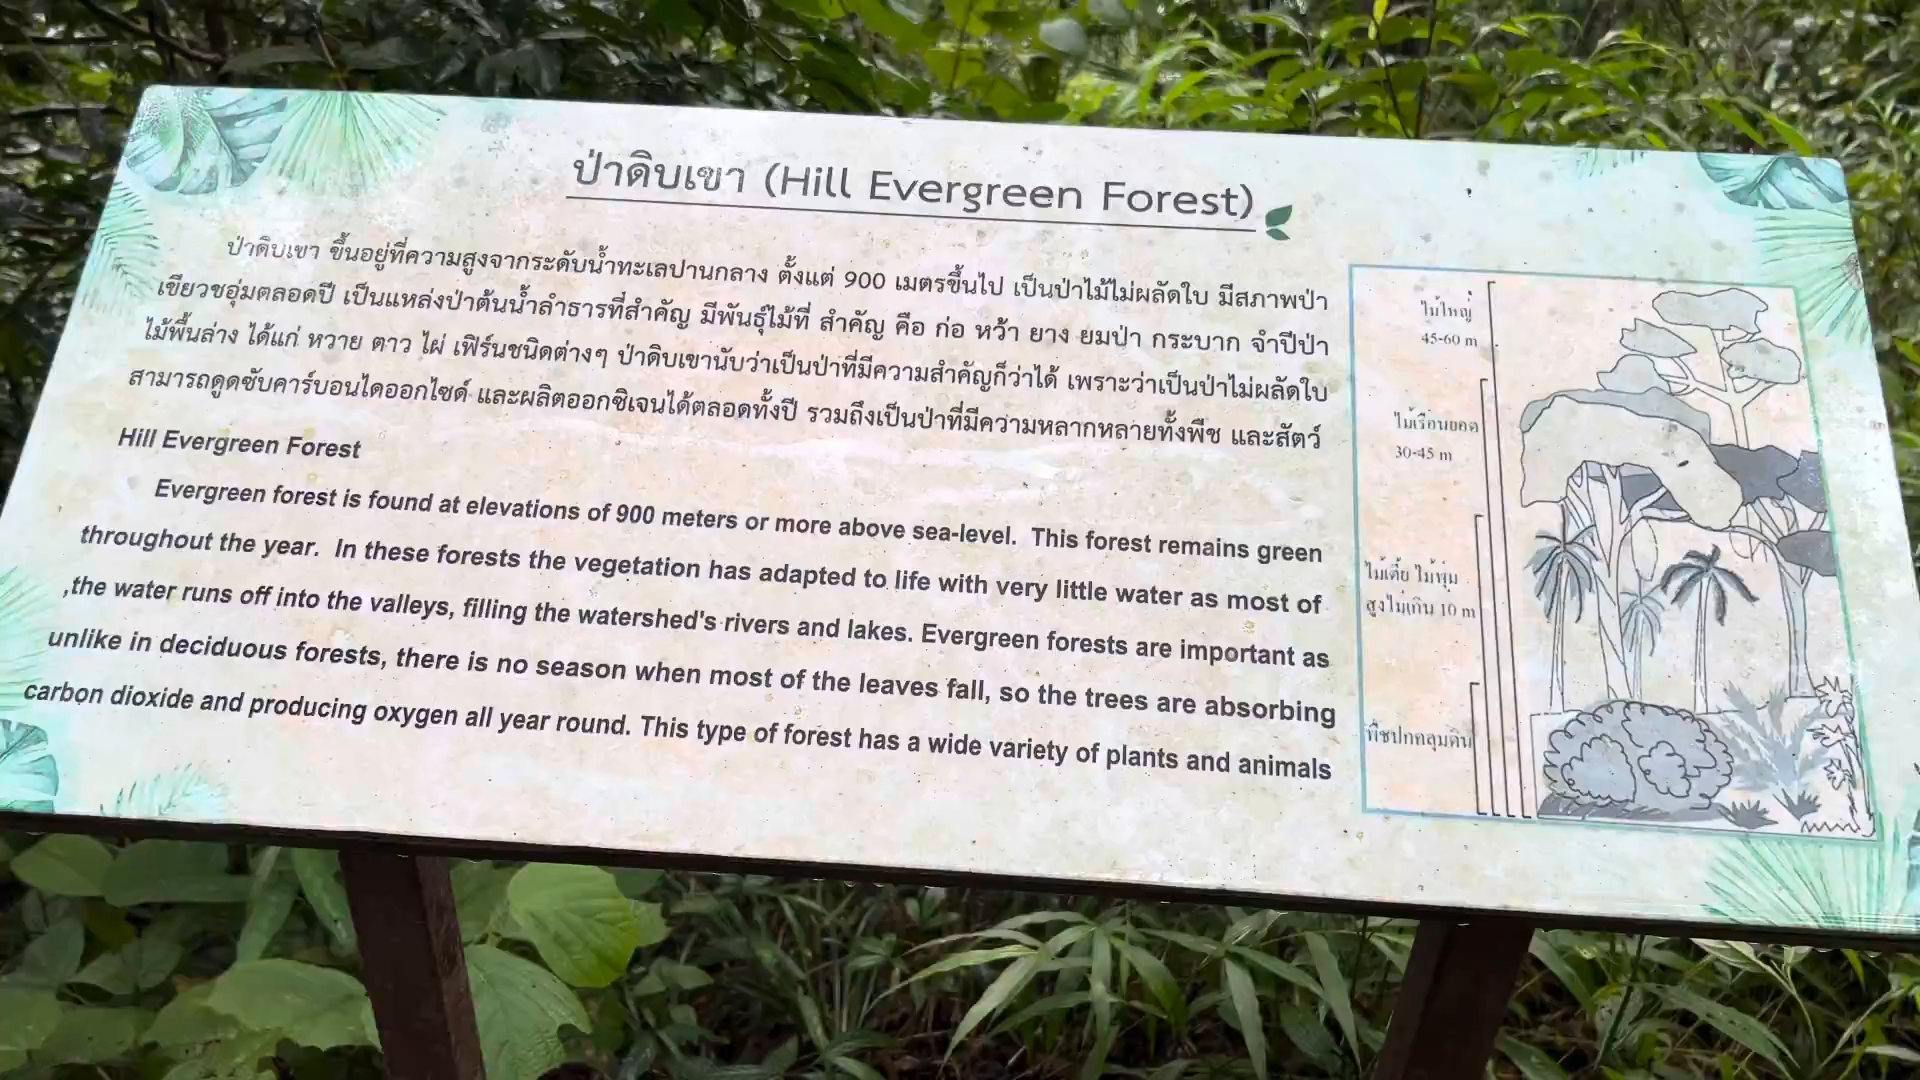 ป่าดิบเขา (Hill Evergreen Forest)
ป่าดิบเขา ขึ้นอยู่ที่ความสูงจากระดับน้ำทะเลปานกลาง ตั้งแต่ 900 เมตรขึ้นไป เป็นป่าไม้ไม่ผลัดใบ มีสภาพป่า
เขียวชอุ่มตลอดปี เป็นแหล่งป่าต้นน้ำลำธารที่สำคัญ มีพันธุ์ไม้ที่ สำคัญ คือ ก่อ หว้า ยาง ยมป่า กระบาก จำปีป่า
ไม้พื้นล่าง ได้แก่ หวาย ตาว ไผ่ เฟิร์นชนิดต่างๆ ป่าดิบเขานับว่าเป็นป่าที่มีความสำคัญก็ว่าได้ เพราะว่าเป็นป่าไม่ผลัดใบ
สามารถดูดซับคาร์บอนไดออกไซด์ และผลิตออกซิเจนได้ตลอดทั้งปี รวมถึงเป็นป่าที่มีความหลากหลายทั้งพืช และสัตว์
Hill Evergreen Forest
Evergreen forest is found at elevations of 900 meters or more above sea-level. This forest remains green
throughout the year. In these forests the vegetation has adapted to life with very little water as most of
,the water runs off into the valleys, filling the watershed's rivers and lakes. Evergreen forests are important as
unlike in deciduous forests, there is no season when most of the leaves fall, so the trees are absorbing
carbon dioxide and producing oxygen all year round. This type of forest has a wide variety of plants and animals
ไม้ใหญ่
45-60 m
ไม้เรือนยอด
30-45 m
ไม้เตี้ย ไม้พุ่ม
สูงไม่เกิน 10 m
พืชปกคลุมดิน